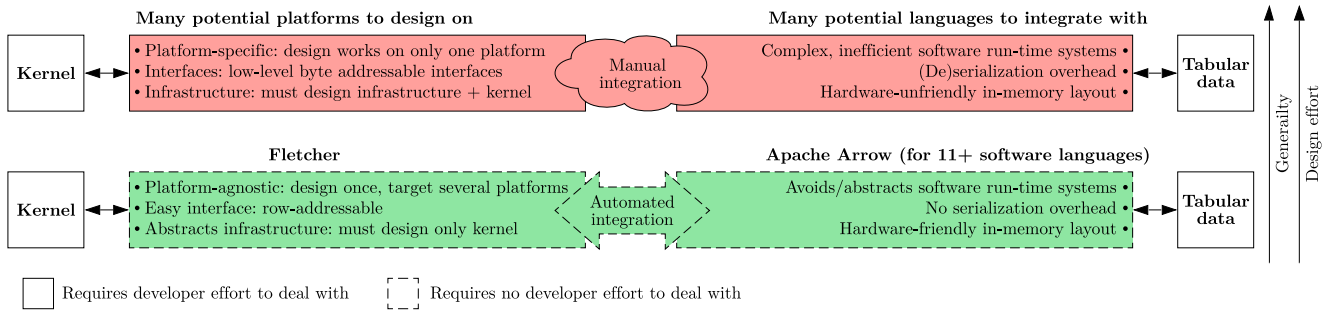 Many potential platforms to design on
Many potential languages to integrate with
Kernel
• Platform-specific: design works on only one platform
• Interfaces: low-level byte addressable interfaces
• Infrastructure: must design infrastructure + kernel
Manual
integration
Complex, inefficient software run-time systems •
(De)serialization overhead •
Hardware-unfriendly in-memory layout •
Tabular
data
Fletcher
Apache Arrow (for 11+ software languages)
Kernel
• Platform-agnostic: design once, target several platforms
• Easy interface: row-addressable
• Abstracts infrastructure: must design only kernel
Automated
integration
Avoids/abstracts software run-time systems •
No serialization overhead •
Hardware-friendly in-memory layout •
Tabular
data
Generailty
Design effort
Requires developer effort to deal with
Requires no developer effort to deal with